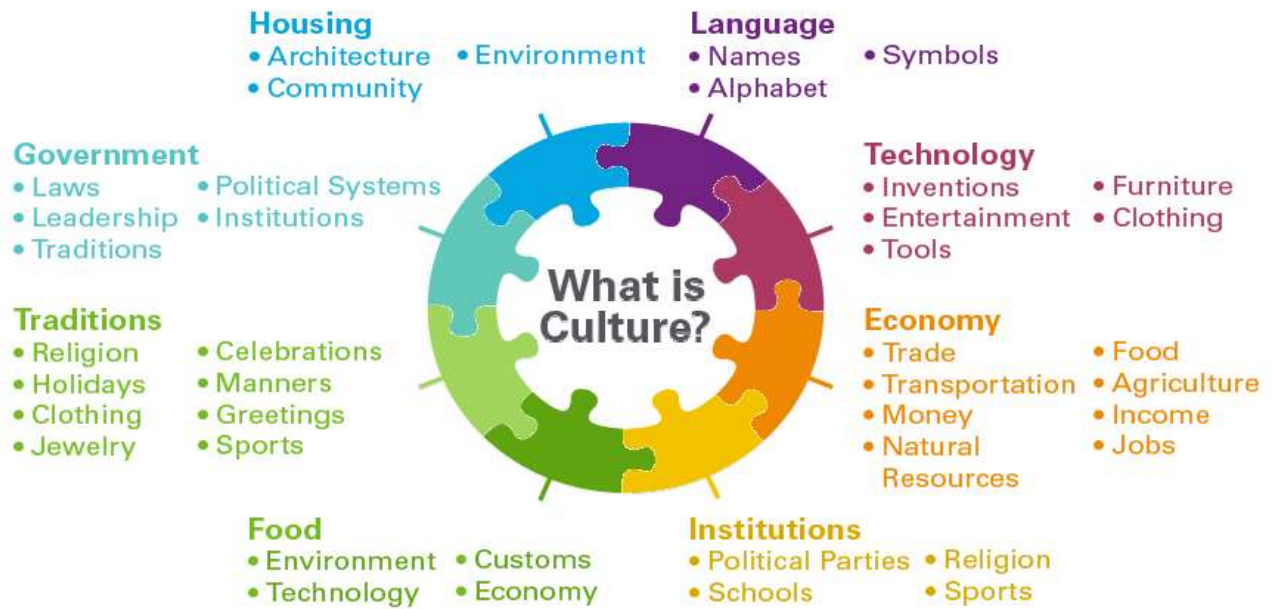 Housing
• Architecture • Environment
• Community
Language
• Names • Symbols
• Alphabet
Government
• Laws • Political Systems
• Leadership • Institutions
• Traditions
Technology
• Inventions • Furniture
• Entertainment • Clothing
• Tools
What is
Culture?
Traditions
• Religion • Celebrations
• Holidays • Manners
• Clothing • Greetings
• Jewelry • Sports
Economy
• Trade • Food
• Transportation • Agriculture
• Money • Income
• Natural • Jobs
Resources
Food
• Environment • Customs
• Technology • Economy
Institutions
• Political Parties • Religion
• Schools • Sports